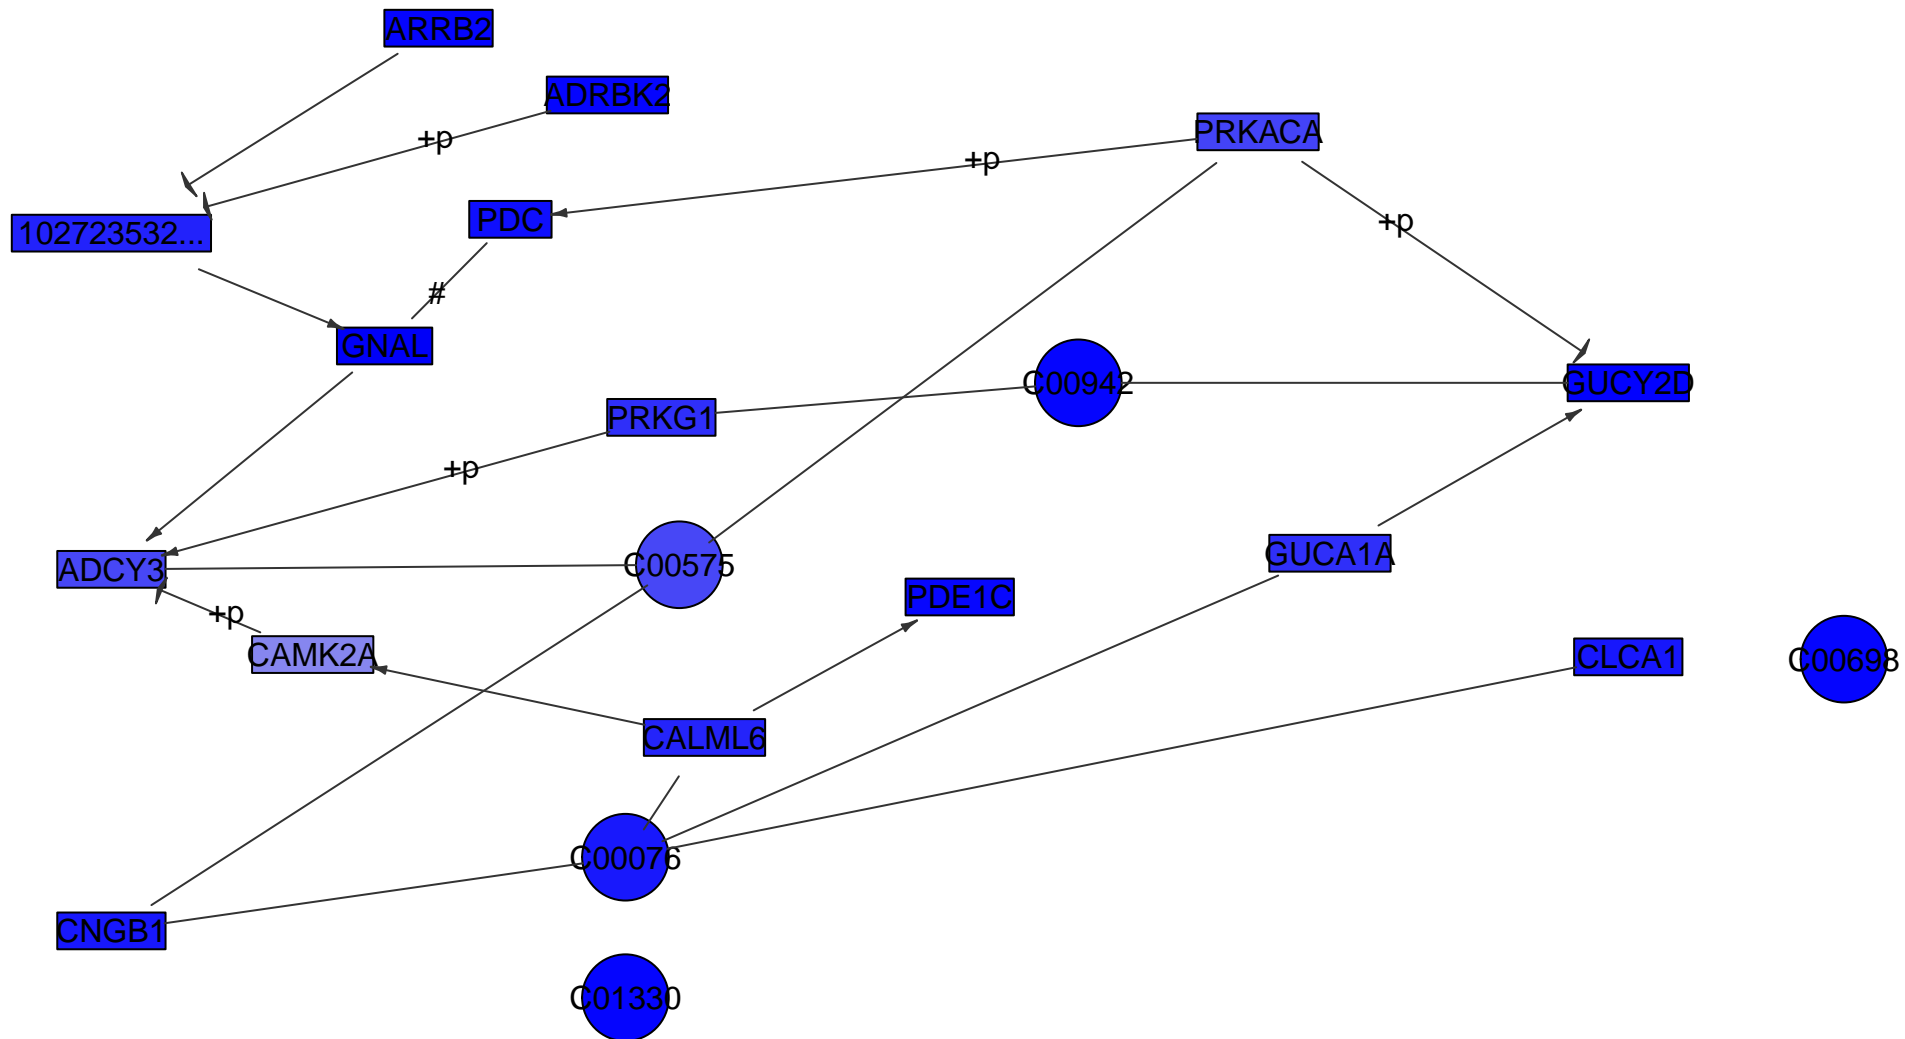 ARRB2
ADRBK2
PRKACA
+p
+p
PDC
+p
102723532...
#
GNAL
C00942
GUCY2D
PRKG1
+p
GUCA1A
ADCY3
C00575
PDE1C
+p
CAMK2A
CLCA1
C00698
CALML6
C00076
CNGB1
C01330